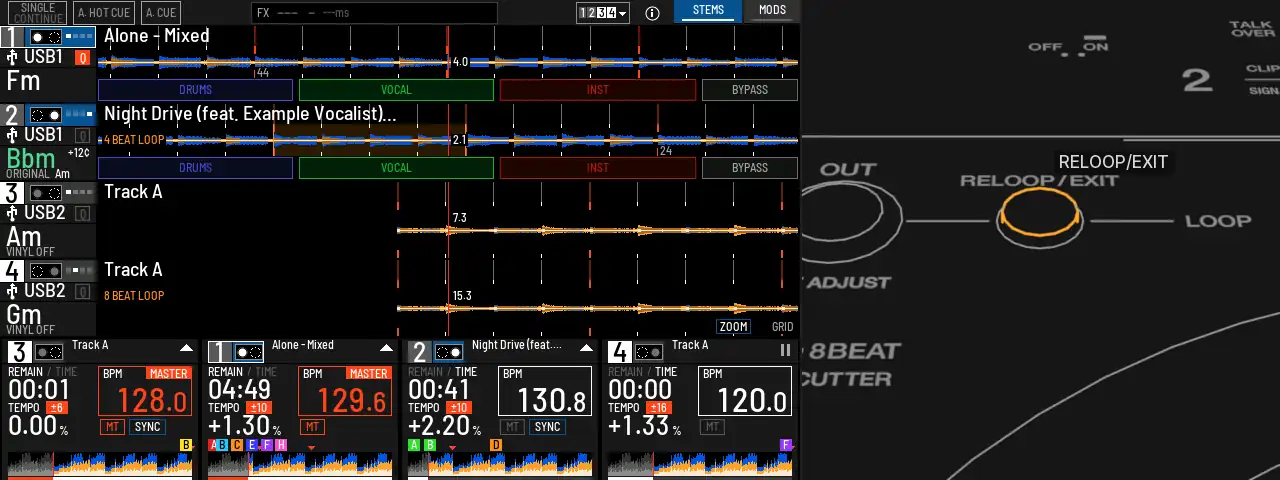 SINGLE
CONTINUE
A. HOT CUE
A. CUE
FX --- - --ms
1 2 3 4
STEMS
MODS
1
USB1
Q
Fm
Alone - Mixed
4.0
44
DRUMS
VOCAL
INST
BYPASS
2
USB1
Q
Bbm
+12¢
ORIGINAL Am
Night Drive (feat. Example Vocalist)...
4 BEAT LOOP
2.1
24
DRUMS
VOCAL
INST
BYPASS
3
USB2
Q
Am
VINYL OFF
Track A
7.3
4
USB2
Q
Gm
VINYL OFF
Track A
8 BEAT LOOP
15.3
ZOOM
GRID
3
Track A
REMAIN / TIME
00:01
TEMPO ±6
0.00%
BPM MASTER
128.0
MT
SYNC
B
1
Alone - Mixed
REMAIN / TIME
04:49
TEMPO ±10
+1.30%
BPM MASTER
129.6
MT
A B C E F H
2
Night Drive (feat....
REMAIN / TIME
00:41
TEMPO ±10
+2.20%
BPM
130.8
MT
SYNC
A B D
4
Track A
REMAIN / TIME
00:00
TEMPO ±16
+1.33%
BPM
120.0
MT
F
TALK
OVER
OFF ON
2
CLIP
SIGN
RELOOP/EXIT
OUT
RELOOP/EXIT
LOOP
ADJUST
8BEAT
CUTTER